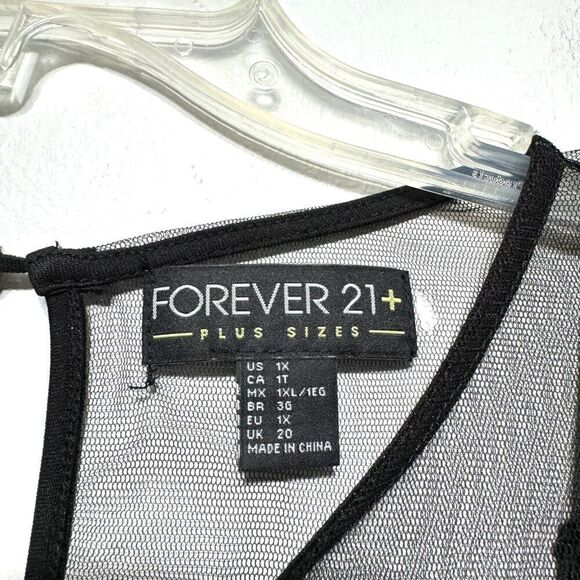 FOREVER 21+
PLUS SIZES
US 1X
CA 1T
MX 1XL/1EG
BR 3G
EU 1X
UK 20
MADE IN CHINA